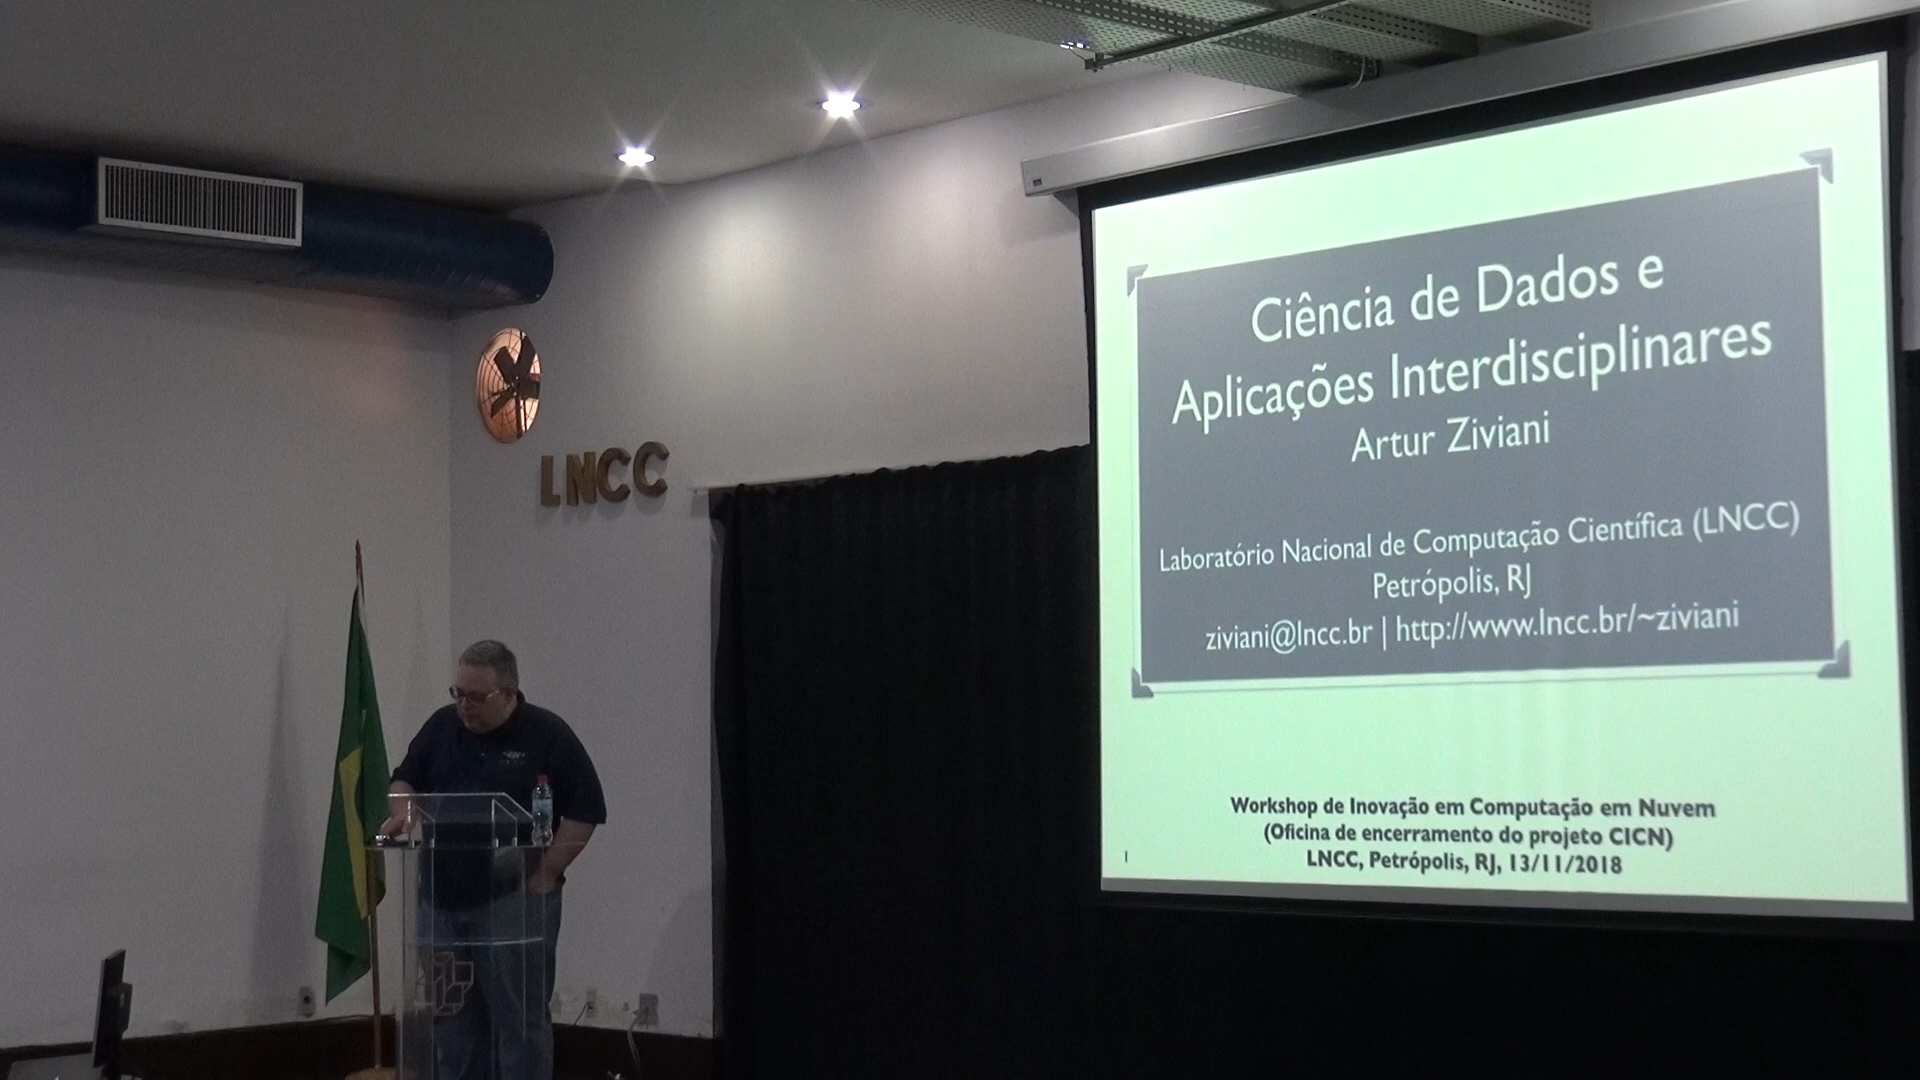 LNCC
Ciência de Dados e
Aplicações Interdisciplinares
Artur Ziviani
Laboratório Nacional de Computação Científica (LNCC)
Petrópolis, RJ
ziviani@lncc.br | http://www.lncc.br/~ziviani
Workshop de Inovação em Computação em Nuvem
(Oficina de encerramento do projeto CICN)
LNCC, Petrópolis, RJ, 13/11/2018
1